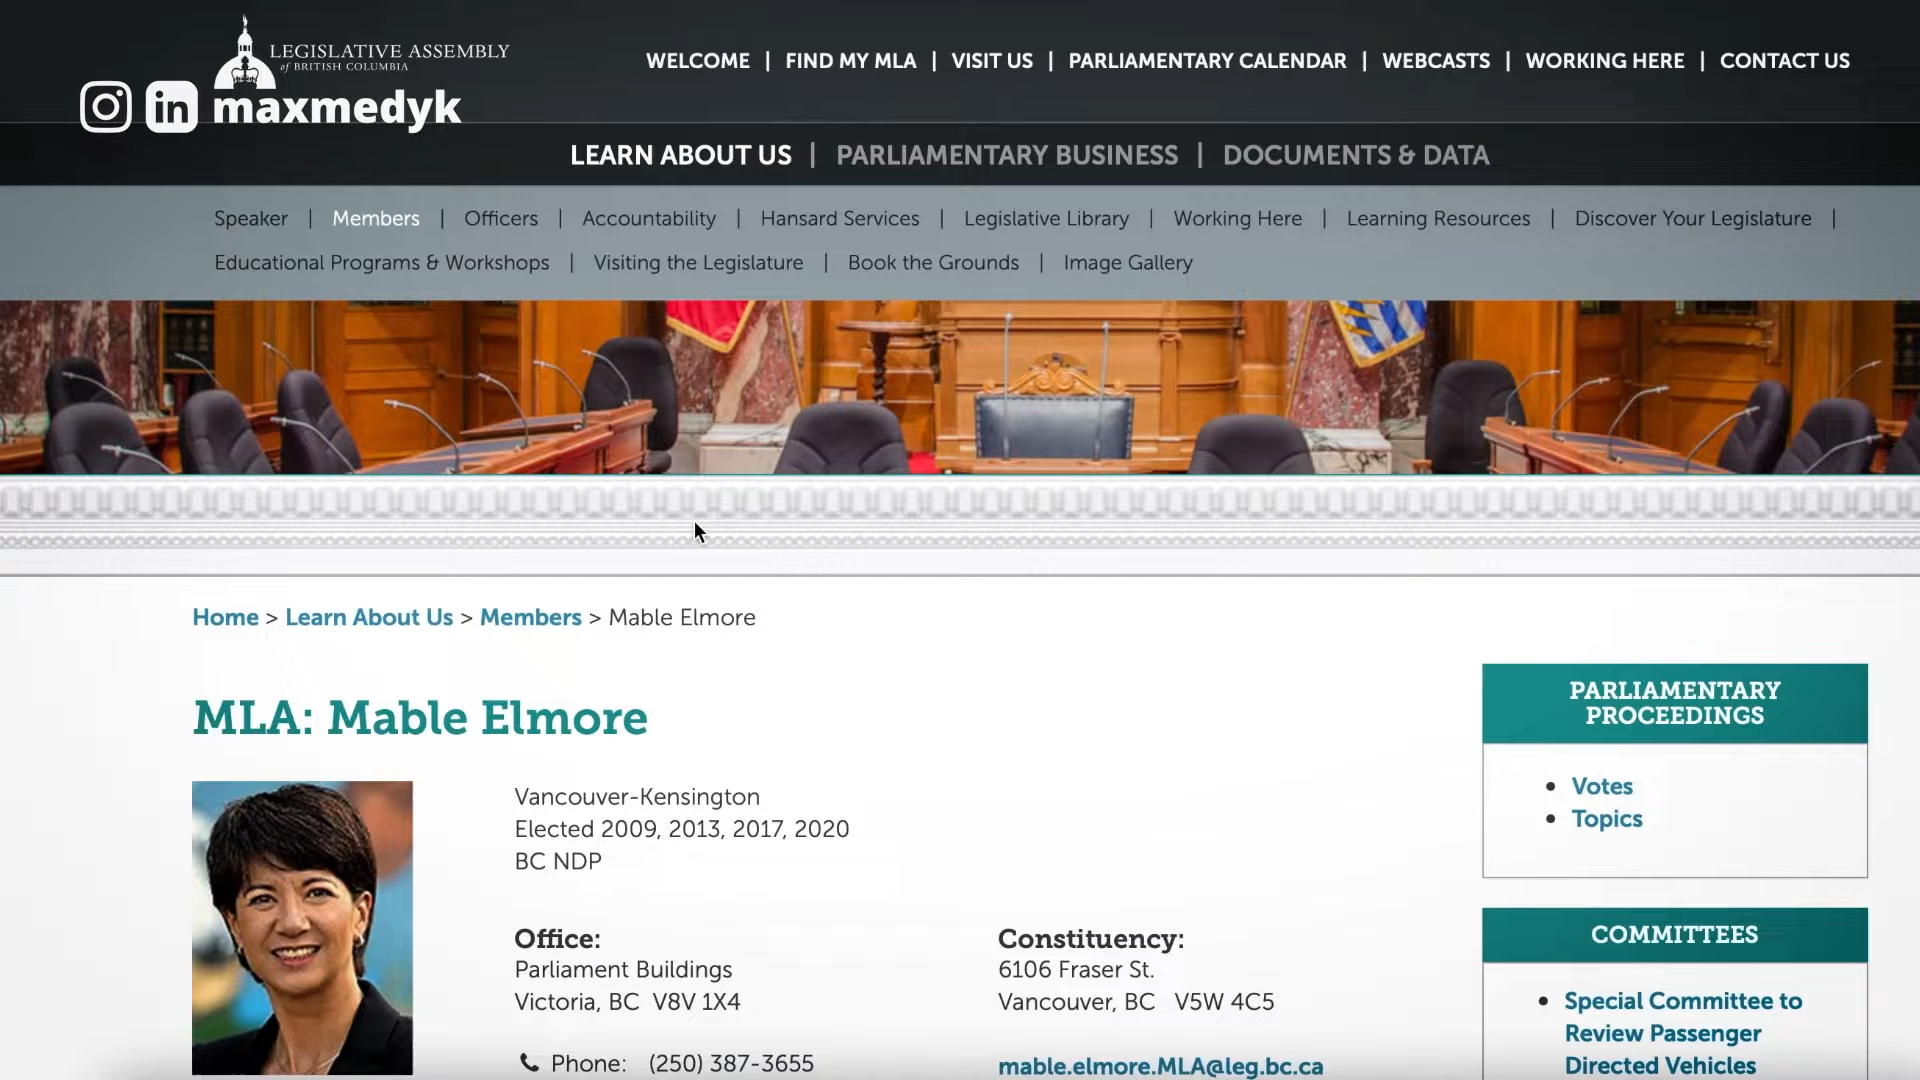 LEGISLATIVE ASSEMBLY
of BRITISH COLUMBIA
maxmedyk
WELCOME | FIND MY MLA | VISIT US | PARLIAMENTARY CALENDAR | WEBCASTS | WORKING HERE | CONTACT US
LEARN ABOUT US | PARLIAMENTARY BUSINESS | DOCUMENTS & DATA
Speaker | Members | Officers | Accountability | Hansard Services | Legislative Library | Working Here | Learning Resources | Discover Your Legislature |
Educational Programs & Workshops | Visiting the Legislature | Book the Grounds | Image Gallery
Home > Learn About Us > Members > Mable Elmore
MLA: Mable Elmore
Vancouver-Kensington
Elected 2009, 2013, 2017, 2020
BC NDP
Office:
Parliament Buildings
Victoria, BC V8V 1X4
Phone: (250) 387-3655
Constituency:
6106 Fraser St.
Vancouver, BC V5W 4C5
mable.elmore.MLA@leg.bc.ca
PARLIAMENTARY
PROCEEDINGS
• Votes
• Topics
COMMITTEES
• Special Committee to
Review Passenger
Directed Vehicles